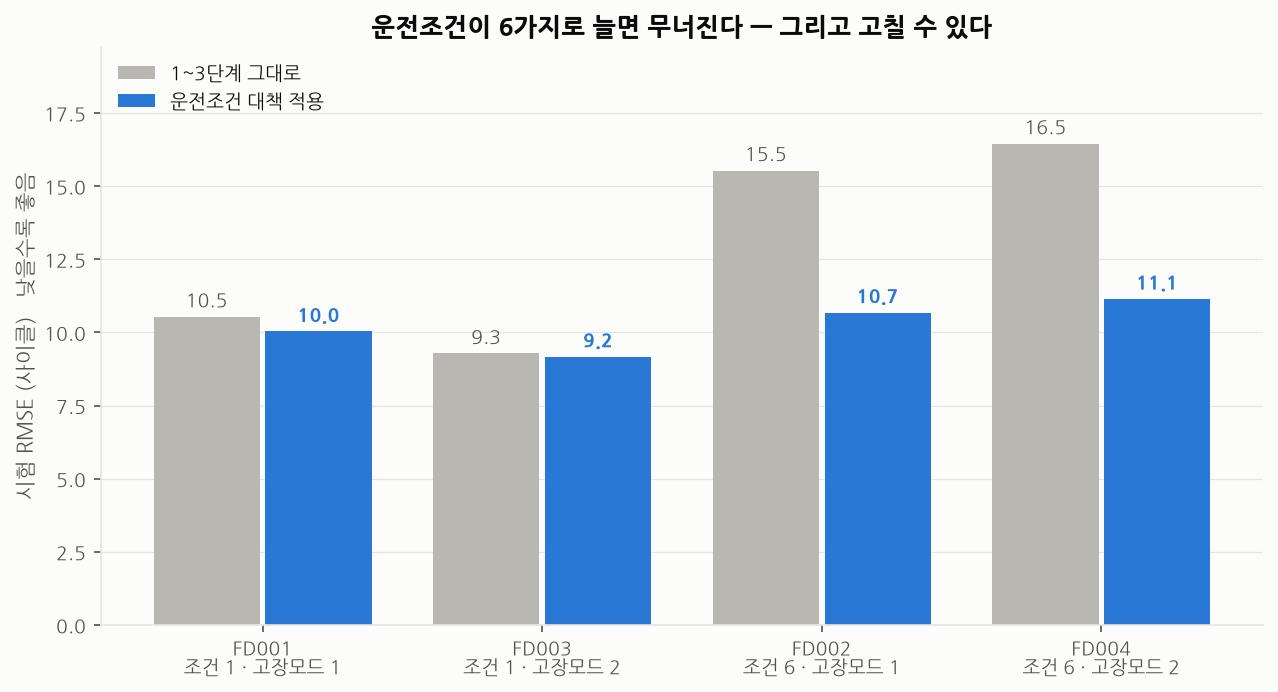 운전조건이 6가지로 늘면 무너진다 — 그리고 고칠 수 있다
1~3단계 그대로
운전조건 대책 적용
시험 RMSE (사이클)   낮을수록 좋음
17.5
15.0
12.5
10.0
7.5
5.0
2.5
0.0
10.5
10.0
9.3
9.2
15.5
10.7
16.5
11.1
FD001
조건 1 · 고장모드 1
FD003
조건 1 · 고장모드 2
FD002
조건 6 · 고장모드 1
FD004
조건 6 · 고장모드 2